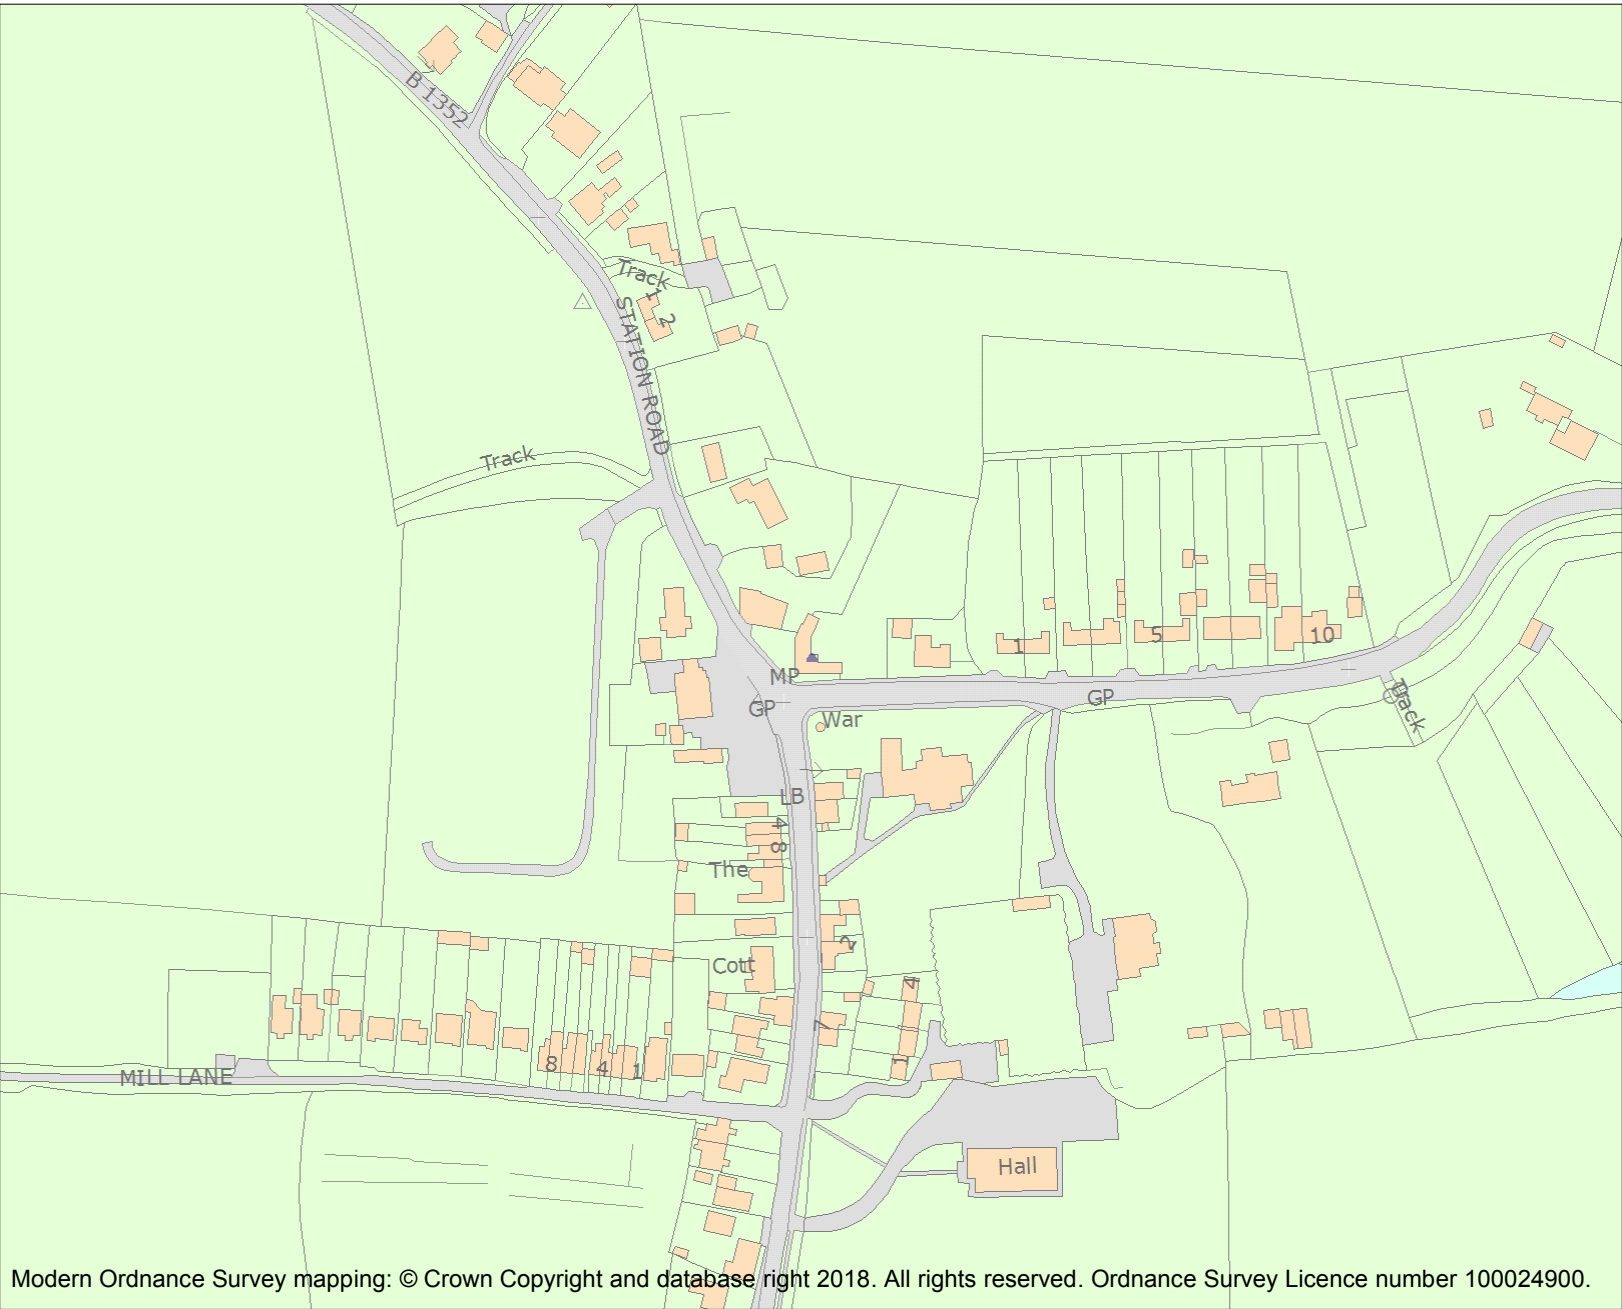 B 1352
Track
1
2
STATION ROAD
Track
1
5
10
MP
GP
GP
War
Track
LB
4
8
The
2
Cott
4
7
1
8
4
1
MILL LANE
Hall
Modern Ordnance Survey mapping: © Crown Copyright and database right 2018. All rights reserved. Ordnance Survey Licence number 100024900.